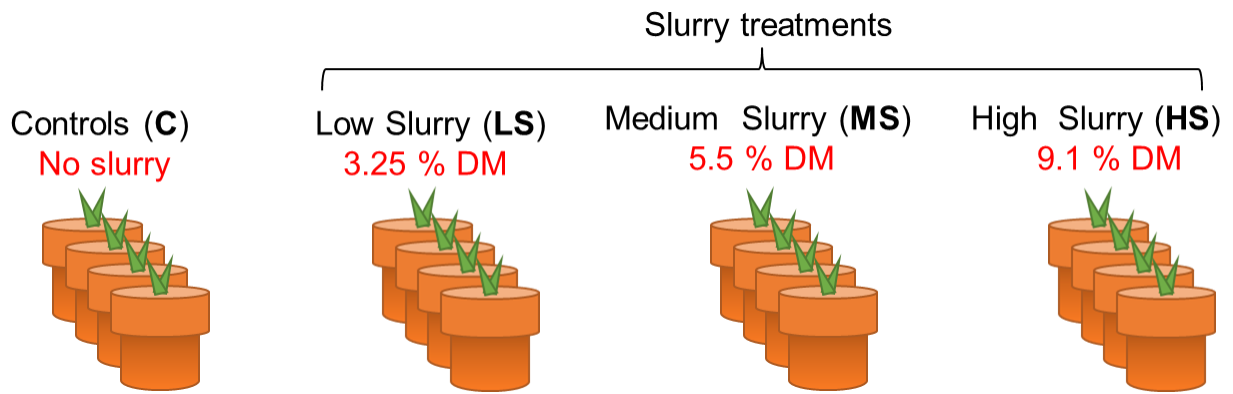 Slurry treatments
Controls (C)
No slurry
Low Slurry (LS)
3.25 % DM
Medium Slurry (MS)
5.5 % DM
High Slurry (HS)
9.1 % DM